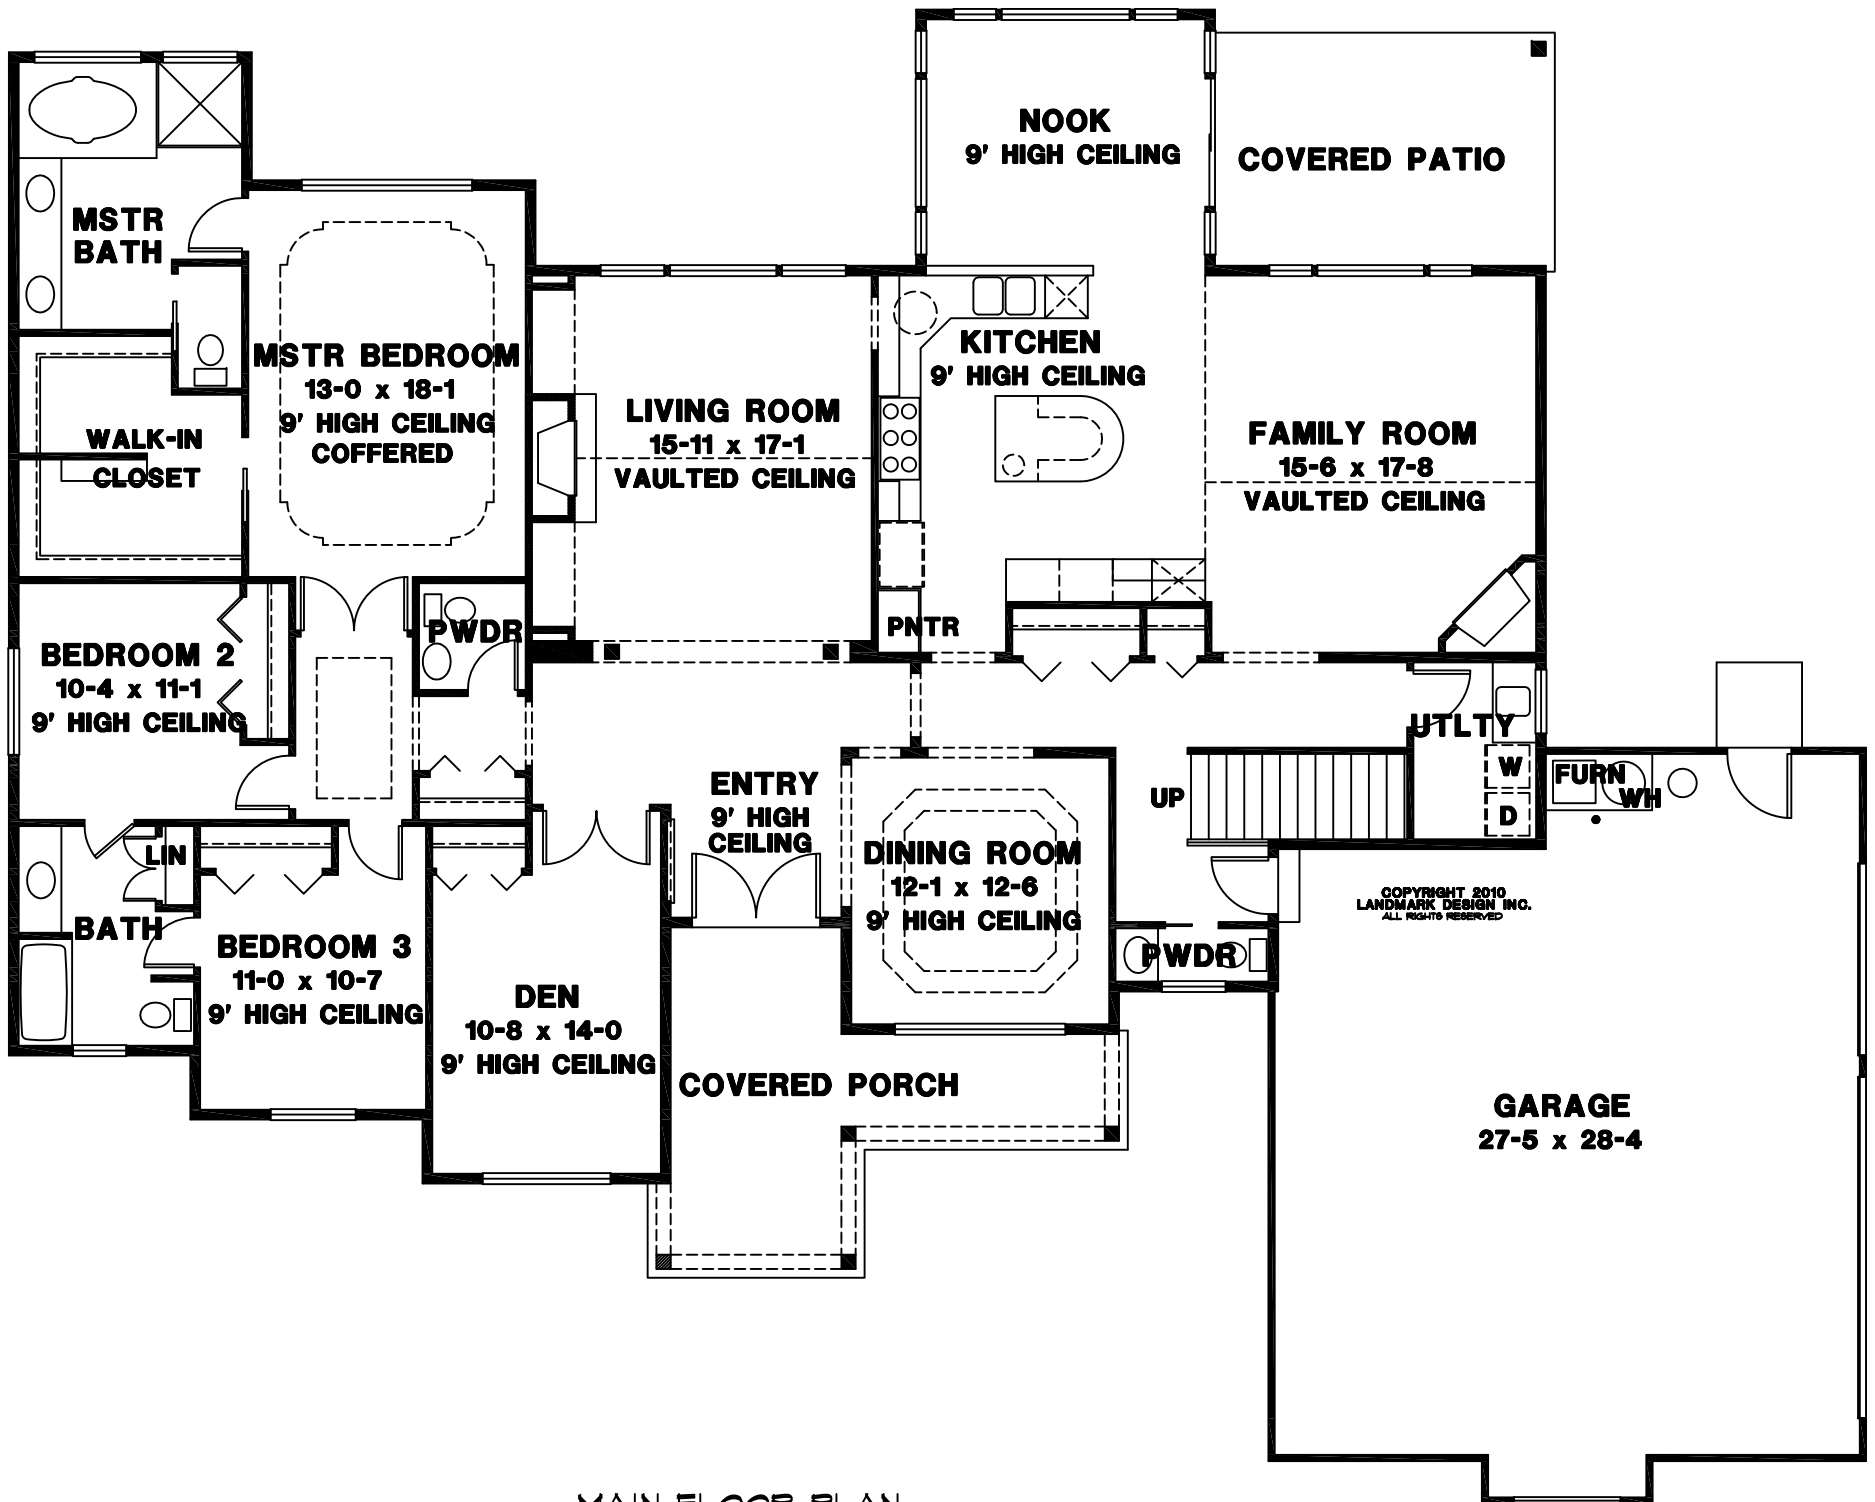 NOOK
9' HIGH CEILING
COVERED PATIO
MSTR
BATH
MSTR BEDROOM
13-0 x 18-1
9' HIGH CEILING
COFFERED
WALK-IN
CLOSET
LIVING ROOM
15-11 x 17-1
VAULTED CEILING
KITCHEN
9' HIGH CEILING
FAMILY ROOM
15-6 x 17-8
VAULTED CEILING
PWDR
PNTR
BEDROOM 2
10-4 x 11-1
9' HIGH CEILING
UTLTY
W
D
FURN
WH
UP
ENTRY
9' HIGH
CEILING
DINING ROOM
12-1 x 12-6
9' HIGH CEILING
LIN
BATH
BEDROOM 3
11-0 x 10-7
9' HIGH CEILING
DEN
10-8 x 14-0
9' HIGH CEILING
PWDR
COPYRIGHT 2010
LANDMARK DESIGN INC.
ALL RIGHTS RESERVED
COVERED PORCH
GARAGE
27-5 x 28-4
MAIN FLOOR PLAN